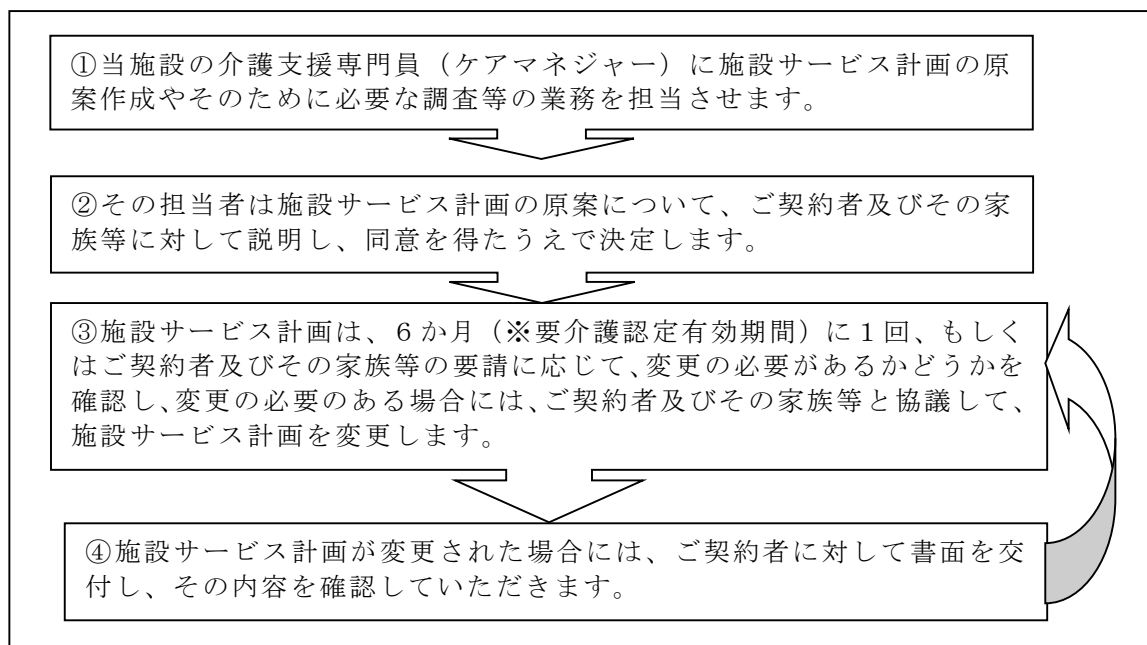 ①当施設の介護支援専門員（ケアマネジャー）に施設サービス計画の原
案作成やそのために必要な調査等の業務を担当させます。
②その担当者は施設サービス計画の原案について、ご契約者及びその家
族等に対して説明し、同意を得たうえで決定します。
③施設サービス計画は、６か月（※要介護認定有効期間）に１回、もしく
はご契約者及びその家族等の要請に応じて、変更の必要があるかどうかを
確認し、変更の必要のある場合には、ご契約者及びその家族等と協議して、
施設サービス計画を変更します。
④施設サービス計画が変更された場合には、ご契約者に対して書面を交
付し、その内容を確認していただきます。